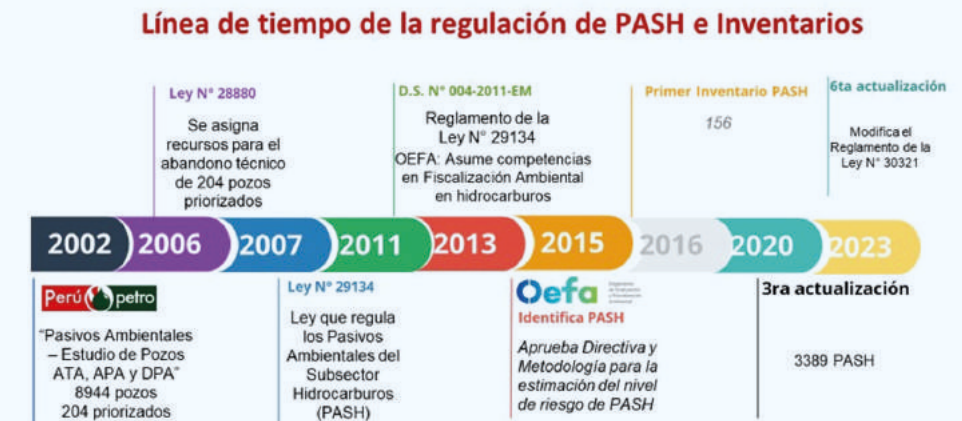 Línea de tiempo de la regulación de PASH e Inventarios
Ley N° 28880
Se asigna
recursos para el
abandono técnico
de 204 pozos
priorizados
D.S. N° 004-2011-EM
Reglamento de la
Ley N° 29134
OEFA: Asume competencias
en Fiscalización Ambiental
en hidrocarburos
Primer Inventario PASH
156
6ta actualización
Modifica el
Reglamento de la
Ley N° 30321
2002 2006 2007 2011 2013 2015 2016 2020 2023
Perú petro
"Pasivos Ambientales
– Estudio de Pozos
ATA, APA y DPA"
8944 pozos
204 priorizados
Ley N° 29134
Ley que regula
los Pasivos
Ambientales del
Subsector
Hidrocarburos
(PASH)
Oefa
Identifica PASH
Aprueba Directiva y
Metodología para la
estimación del nivel
de riesgo de PASH
3ra actualización
3389 PASH